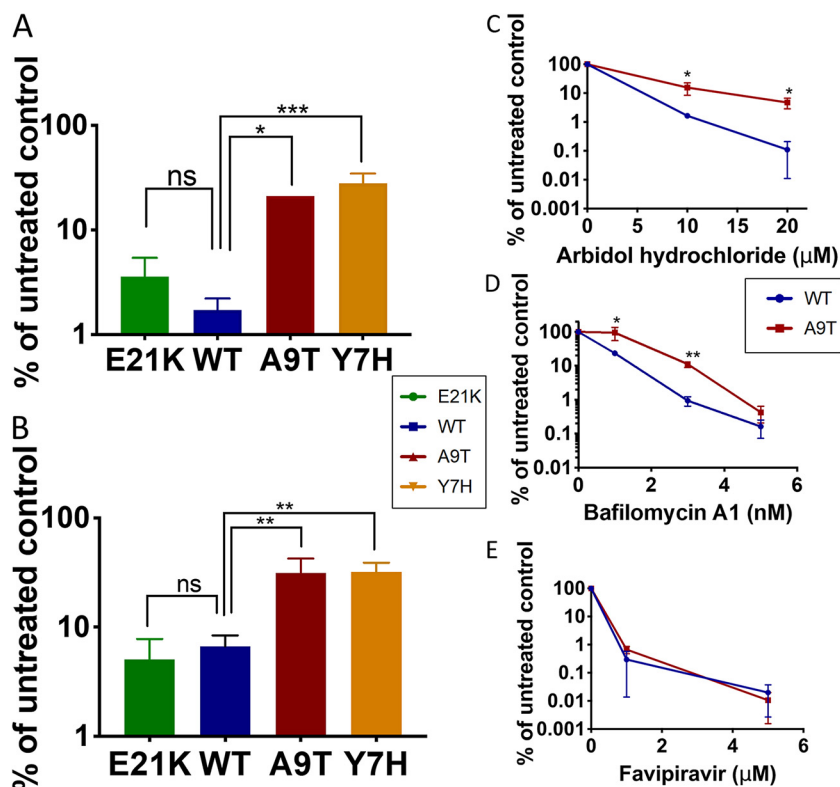 A
% of untreated control
100
10
1
ns
*
***
E21K WT A9T Y7H
B
% of untreated control
100
10
1
ns
**
**
E21K WT A9T Y7H
E21K
WT
A9T
Y7H
C
% of untreated control
100
10
1
0.1
0.01
0.001
* *
0 5 10 15 20
Arbidol hydrochloride (μM)
D
% of untreated control
100
10
1
0.1
0.01
* **
0 2 4 6
Bafilomycin A1 (nM)
WT
A9T
E
% of untreated control
100
10
1
0.1
0.01
0.001
0 2 4 6
Favipiravir (μM)